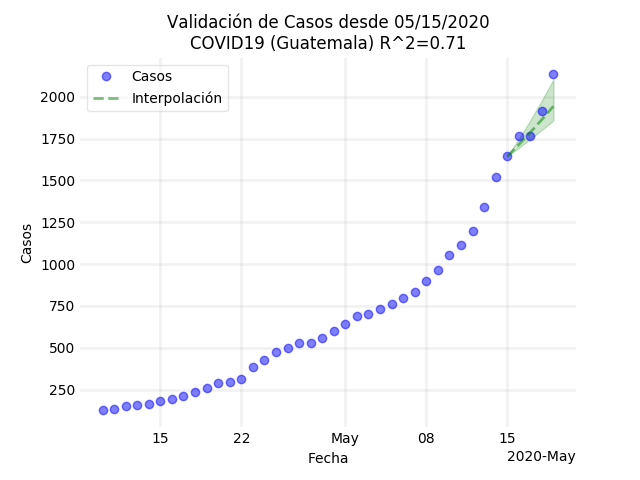 Validación de Casos desde 05/15/2020
COVID19 (Guatemala) R^2=0.71
Casos
Interpolación
2000
1750
1500
1250
1000
750
500
250
Casos
15
22
May
08
15
Fecha
2020-May